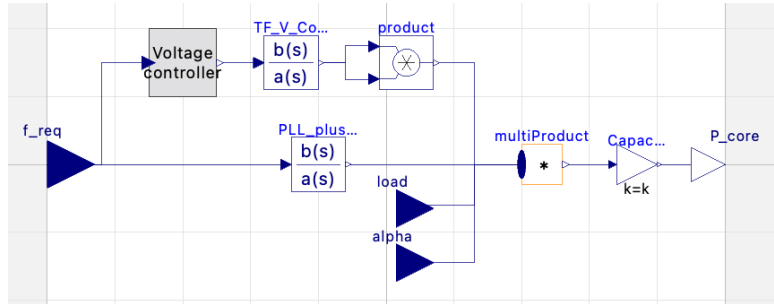 TF_V_Co...
product
Voltage
controller
b(s)
a(s)
f_req
PLL_plus...
b(s)
a(s)
multiProduct
Capac...
P_core
*
k=k
load
alpha